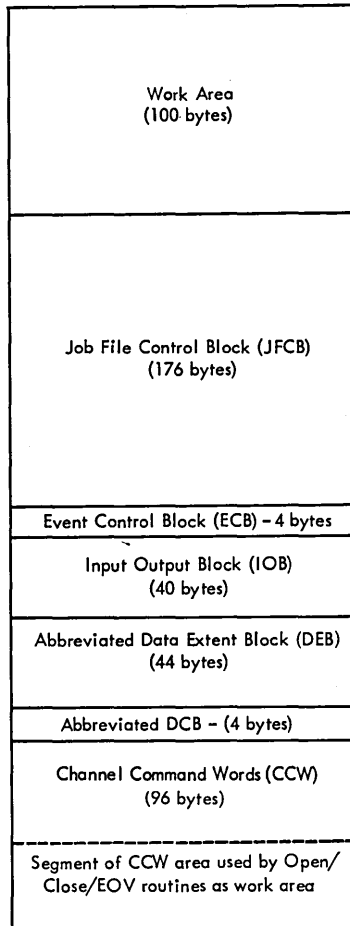 Work Area
(100 bytes)
Job File Control Block (JFCB)
(176 bytes)
Event Control Block (ECB) - 4 bytes
Input Output Block (IOB)
(40 bytes)
Abbreviated Data Extent Block (DEB)
(44 bytes)
Abbreviated DCB - (4 bytes)
Channel Command Words (CCW)
(96 bytes)
Segment of CCW area used by Open/
Close/EOV routines as work area